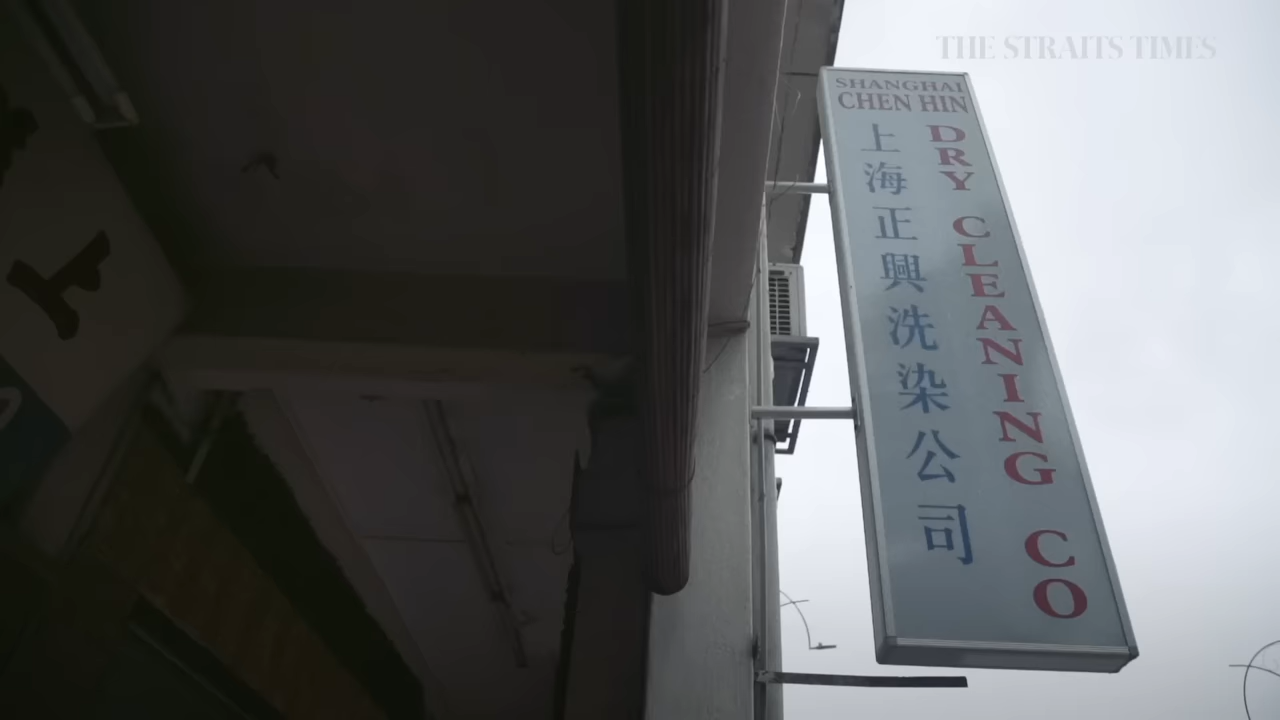 THE STRAITS TIMES
SHANGHAI
CHEN HIN
DRY CLEANING CO
上海正興洗染公司